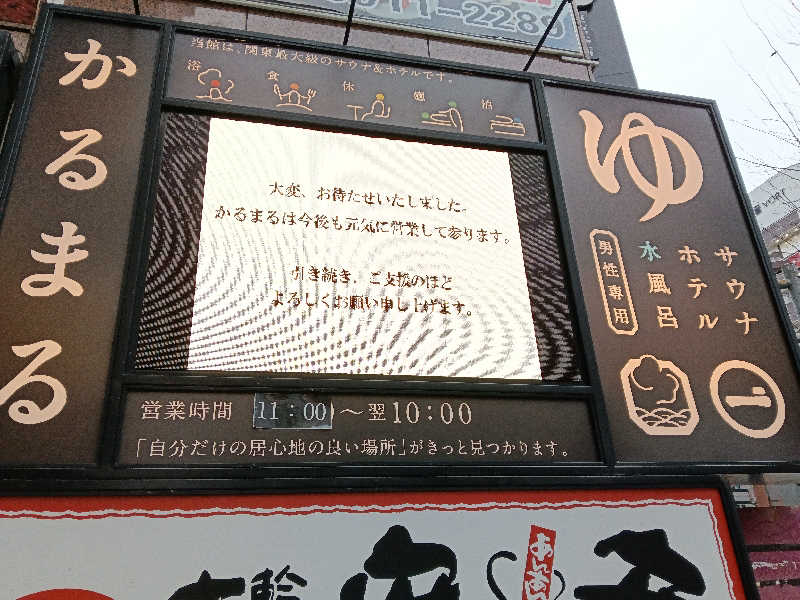 11-2289
当館は、関東最大級のサウナ&ホテルです。
浴 食 休 癒 泊
かるまる
大変、お待たせいたしました。
かるまるは今後も元気に営業して参ります。
引き続き、ご支援のほど
よろしくお願い申し上げます。
ゆ
サウナ
ホテル
水風呂
男性専用
営業時間 11:00 ～ 翌10:00
「自分だけの居心地の良い場所」がきっと見つかります。